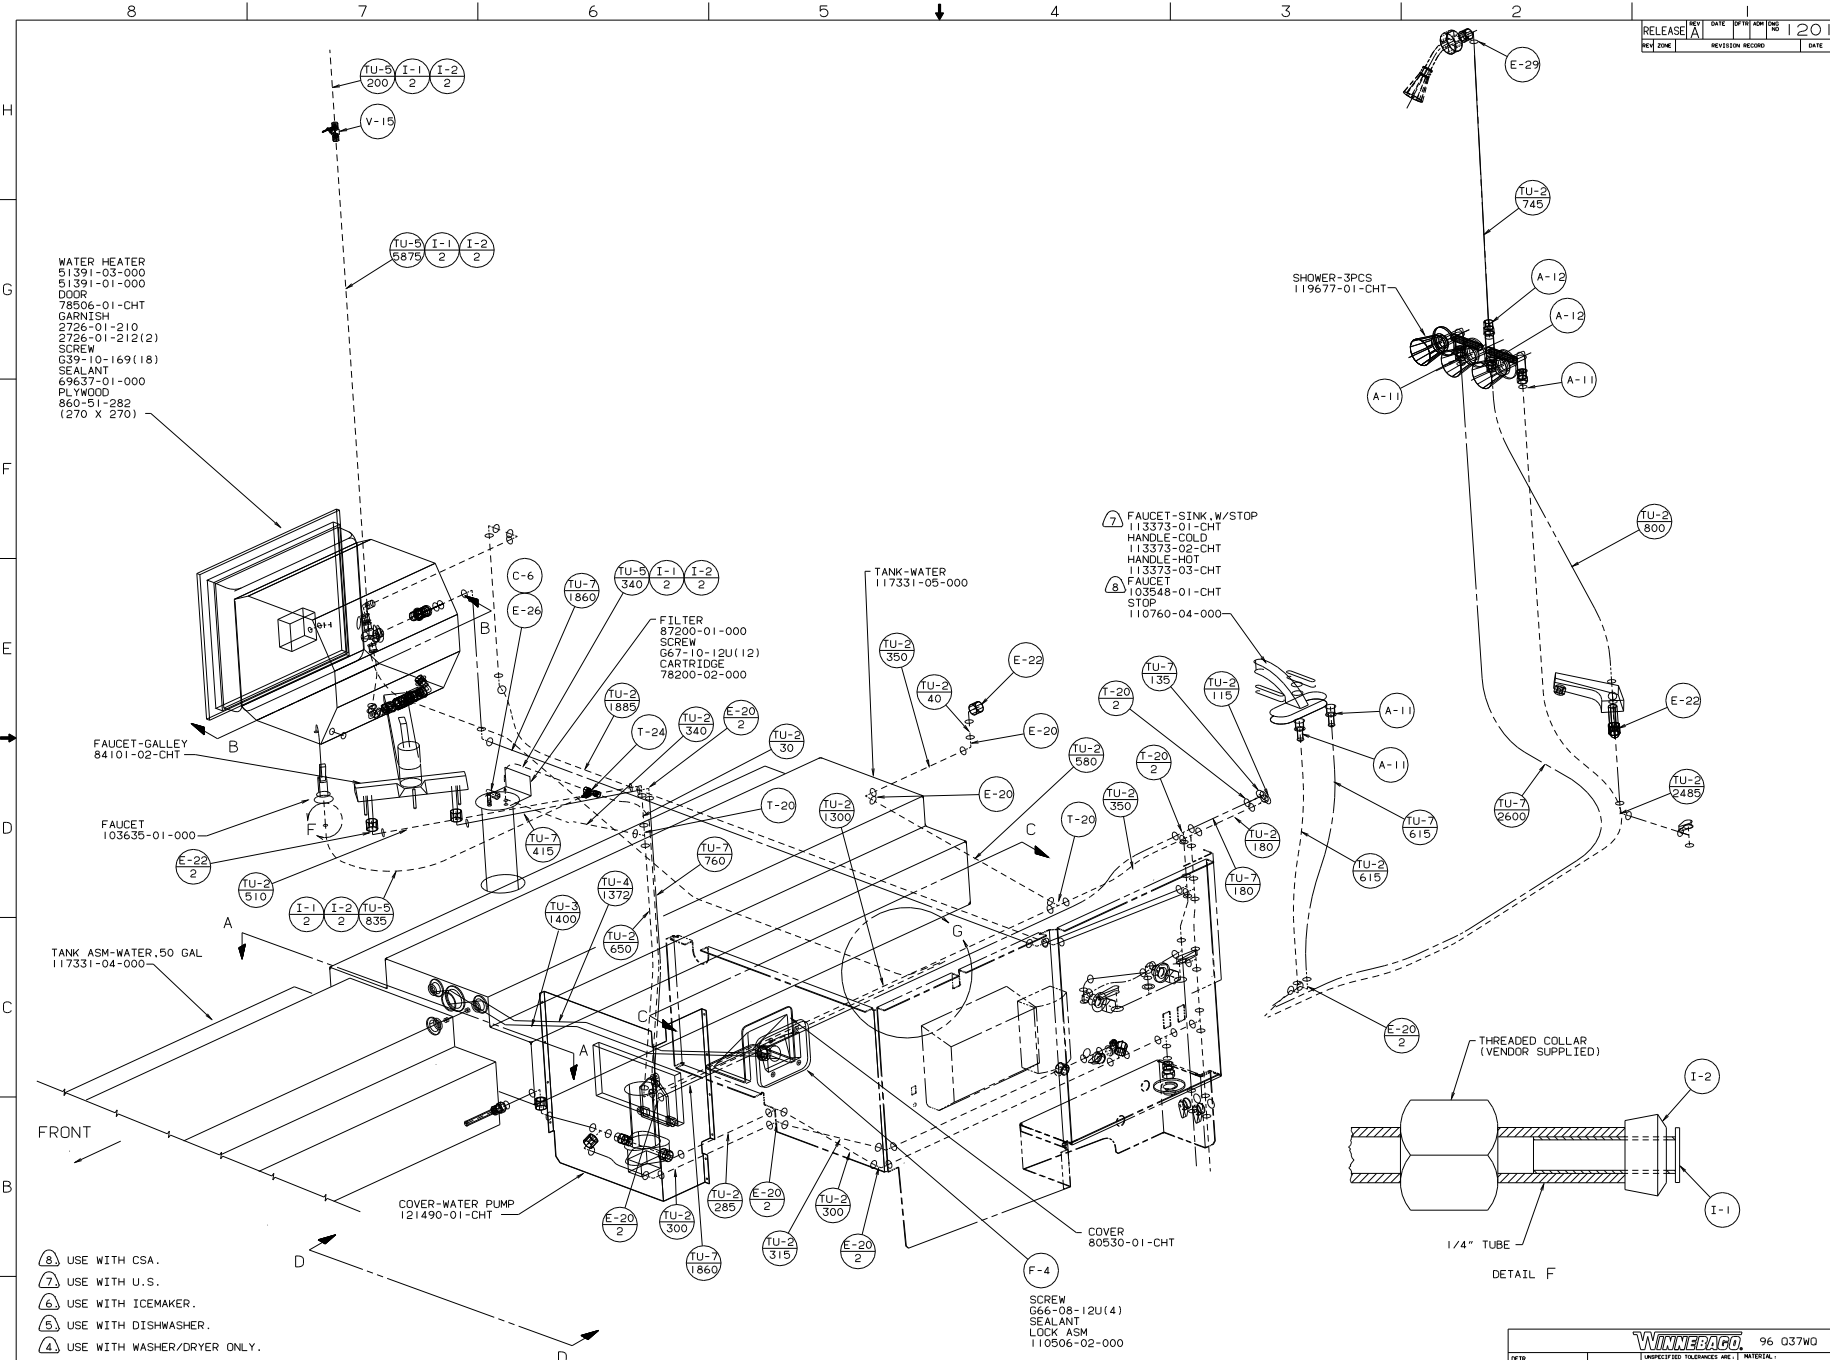 8 7 6 5 4 3 2
RELEASE REV A DATE DFTR ADM DWG NO 1201
REV ZONE REVISION RECORD DATE
H
G
F
E
D
C
B
TU-5 200
I-1 2
I-2 2
V-15
TU-5 5875
I-1 2
I-2 2
WATER HEATER
51391-03-000
51391-01-000
DOOR
78506-01-CHT
GARNISH
2726-01-210
2726-01-212(2)
SCREW
G39-10-169(18)
SEALANT
69637-01-000
PLYWOOD
860-51-282
(270 X 270)
E-29
TU-2 745
SHOWER-3PCS
119677-01-CHT
A-12
A-12
A-11
A-11
TU-2 800
7 FAUCET-SINK,W/STOP
113373-01-CHT
HANDLE-COLD
113373-02-CHT
HANDLE-HOT
113373-03-CHT
8 FAUCET
103548-01-CHT
STOP
110760-04-000
C-6
E-26
TU-7 1860
TU-5 340
I-1 2
I-2 2
TANK-WATER
117331-05-000
FILTER
87200-01-000
SCREW
G67-10-12U(12)
CARTRIDGE
78200-02-000
B
B
TU-2 350
TU-2 40
E-22
E-20
TU-2 1885
T-24
TU-2 340
E-20 2
TU-2 30
TU-2 580
E-20
T-20 2
TU-7 135
TU-2 115
A-11
A-11
E-22
FAUCET-GALLEY
84101-02-CHT
FAUCET
103635-01-000
F
E-22 2
TU-2 510
I-1 2
I-2 2
TU-5 835
TU-7 415
T-20
TU-2 1300
T-20 2
TU-2 350
T-20
C
TU-2 180
TU-7 180
TU-7 615
TU-2 615
TU-7 2600
TU-2 2485
TU-7 760
TU-4 1372
TU-3 1400
TU-2 650
A
TANK ASM-WATER,50 GAL
117331-04-000
G
C
A
E-20 2
THREADED COLLAR
(VENDOR SUPPLIED)
I-2
I-1
1/4" TUBE
DETAIL F
FRONT
COVER-WATER PUMP
121490-01-CHT
E-20 2
TU-2 300
TU-7 1860
TU-2 285
E-20 2
TU-2 315
TU-2 300
E-20 2
COVER
80530-01-CHT
F-4
SCREW
G66-08-12U(4)
SEALANT
LOCK ASM
110506-02-000
D
D
8 USE WITH CSA.
7 USE WITH U.S.
6 USE WITH ICEMAKER.
5 USE WITH DISHWASHER.
4 USE WITH WASHER/DRYER ONLY.
WINNEBAGO. 96 Q37WQ
DFTR UNSPECIFIED TOLERANCES ARE: MATERIAL: